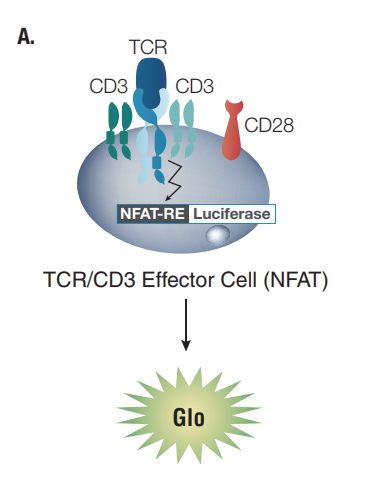 A.
TCR
CD3 CD3
CD28
NFAT-RE Luciferase
TCR/CD3 Effector Cell (NFAT)
Glo